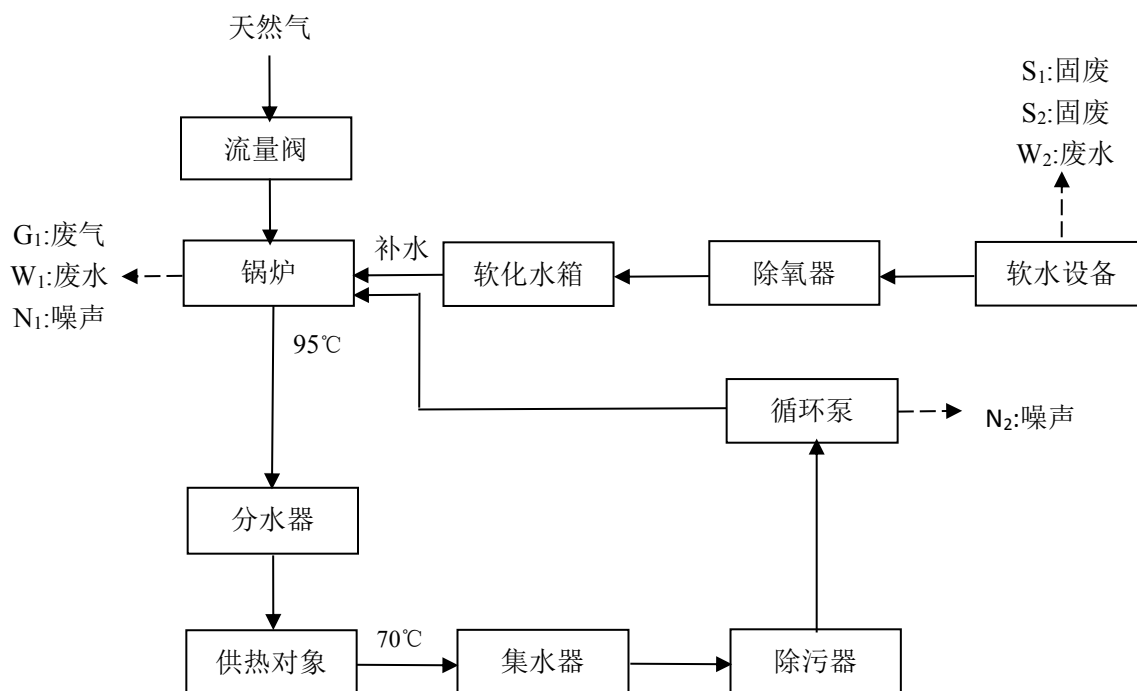 天然气
S₁:固废
S₂:固废
W₂:废水
流量阀
G₁:废气
W₁:废水
N₁:噪声
锅炉
补水
软化水箱
除氧器
软水设备
95℃
循环泵
N₂:噪声
分水器
供热对象
70℃
集水器
除污器